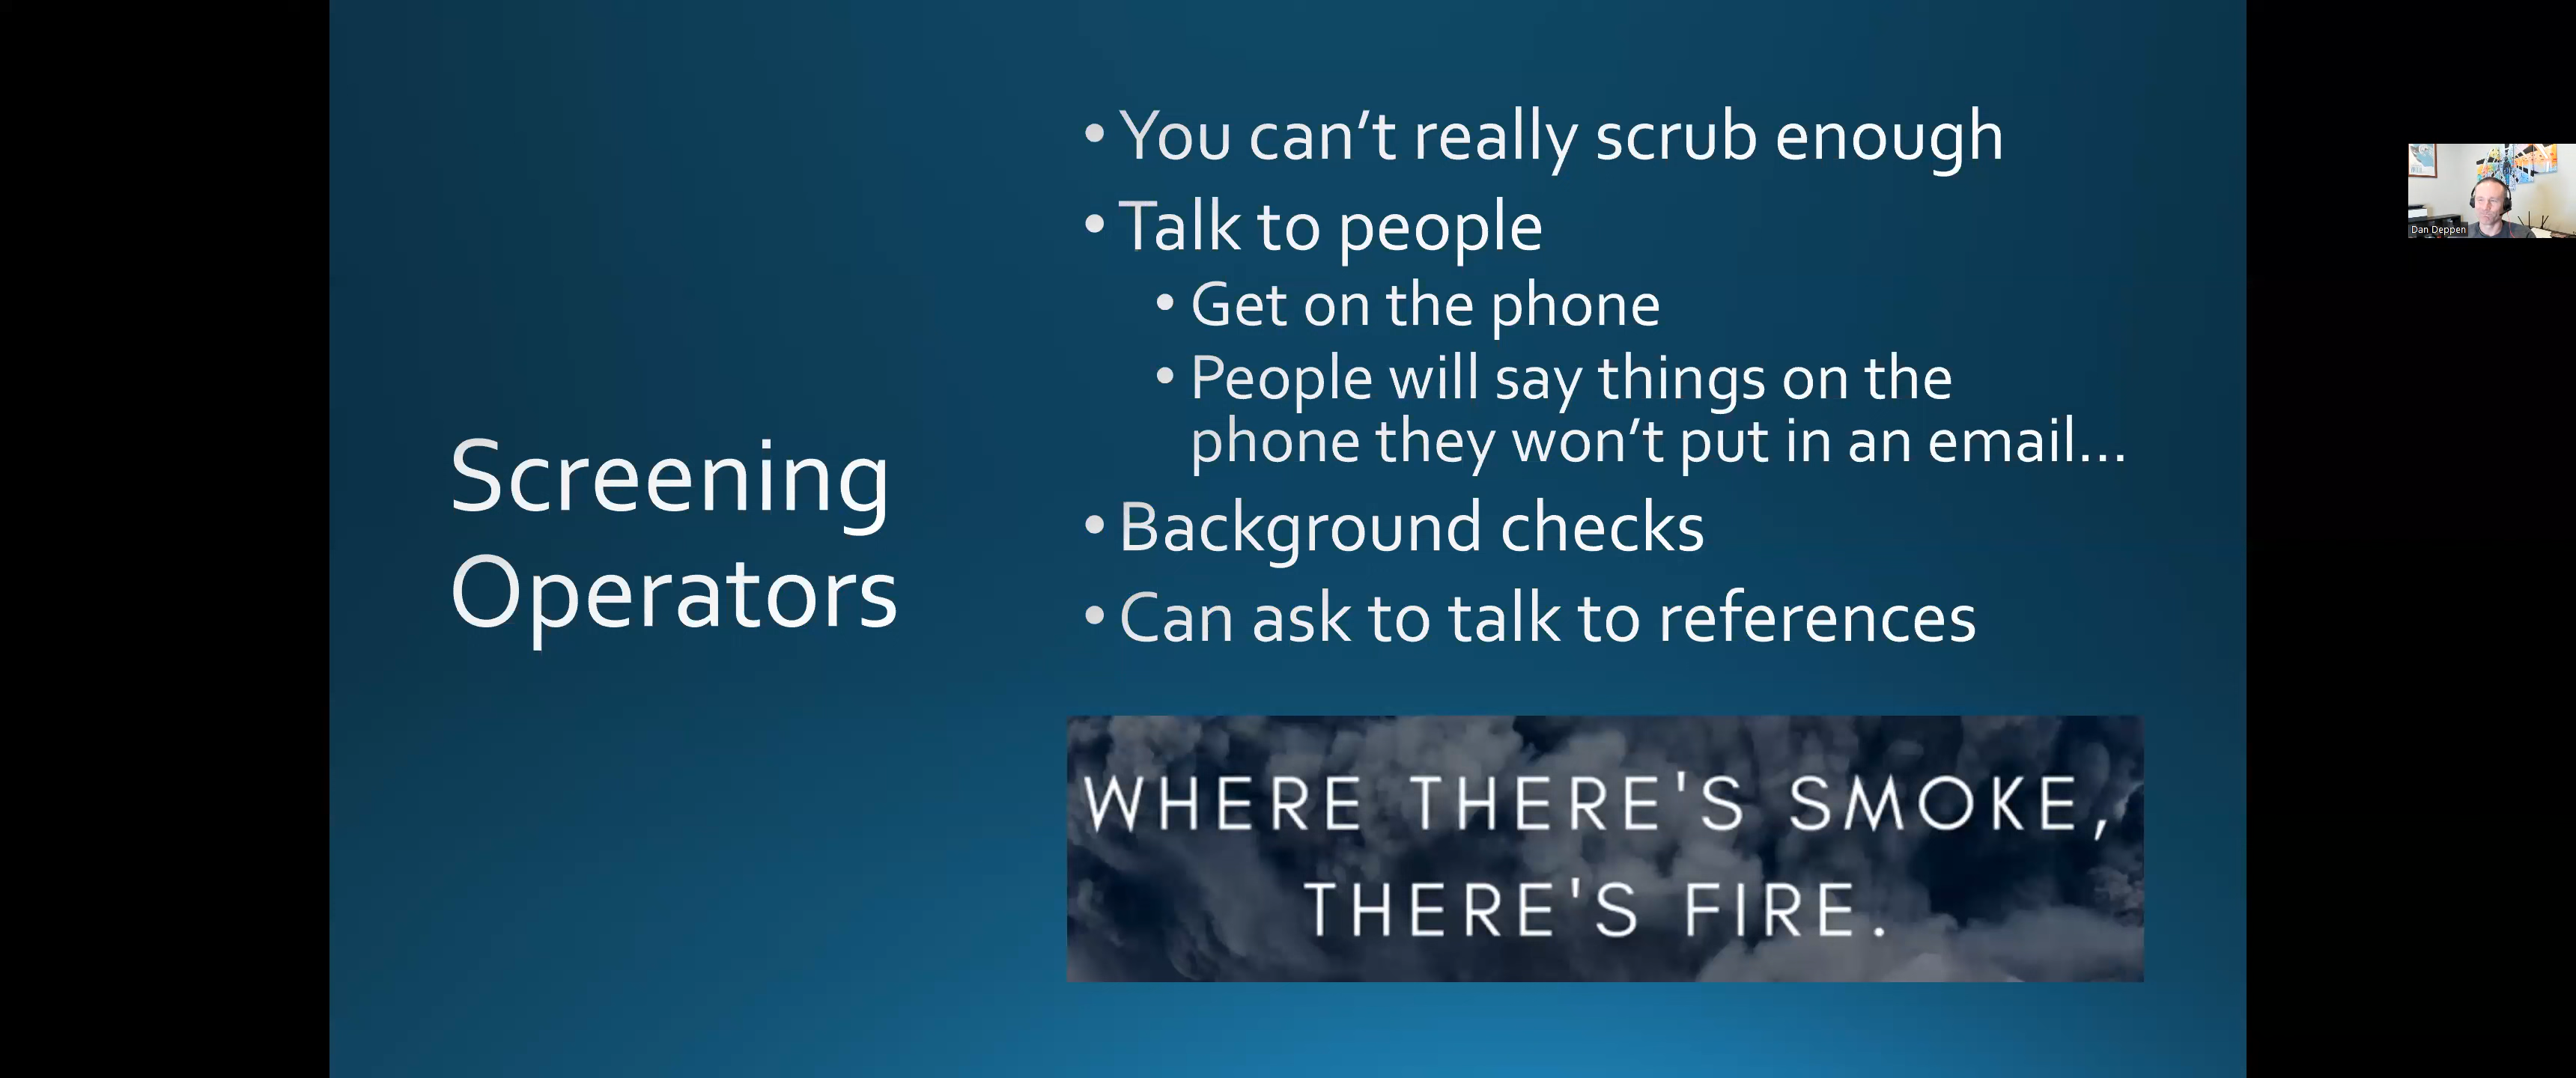 Screening
Operators
• You can’t really scrub enough
• Talk to people
• Get on the phone
• People will say things on the
phone they won’t put in an email…
• Background checks
• Can ask to talk to references
WHERE THERE'S SMOKE,
THERE'S FIRE.
Dan Deppen